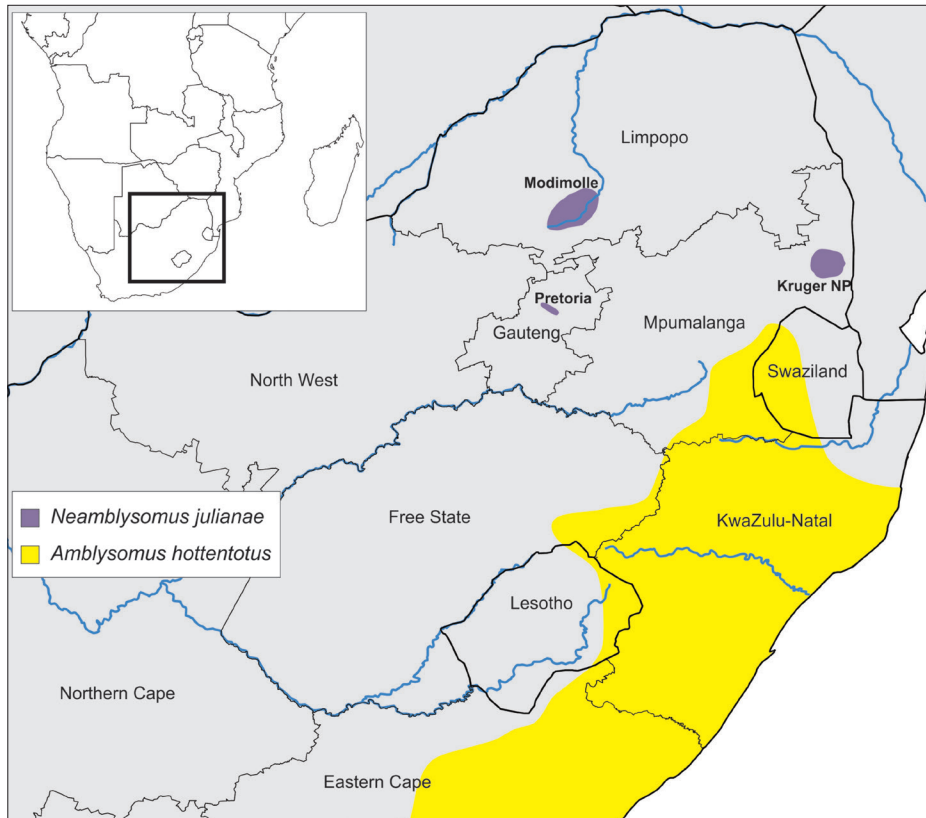 Limpopo
Modimolle
Kruger NP
Pretoria
Gauteng
Mpumalanga
Swaziland
North West
Neamblysomus julianae
Amblysomus hottentotus
Free State
KwaZulu-Natal
Lesotho
Northern Cape
Eastern Cape